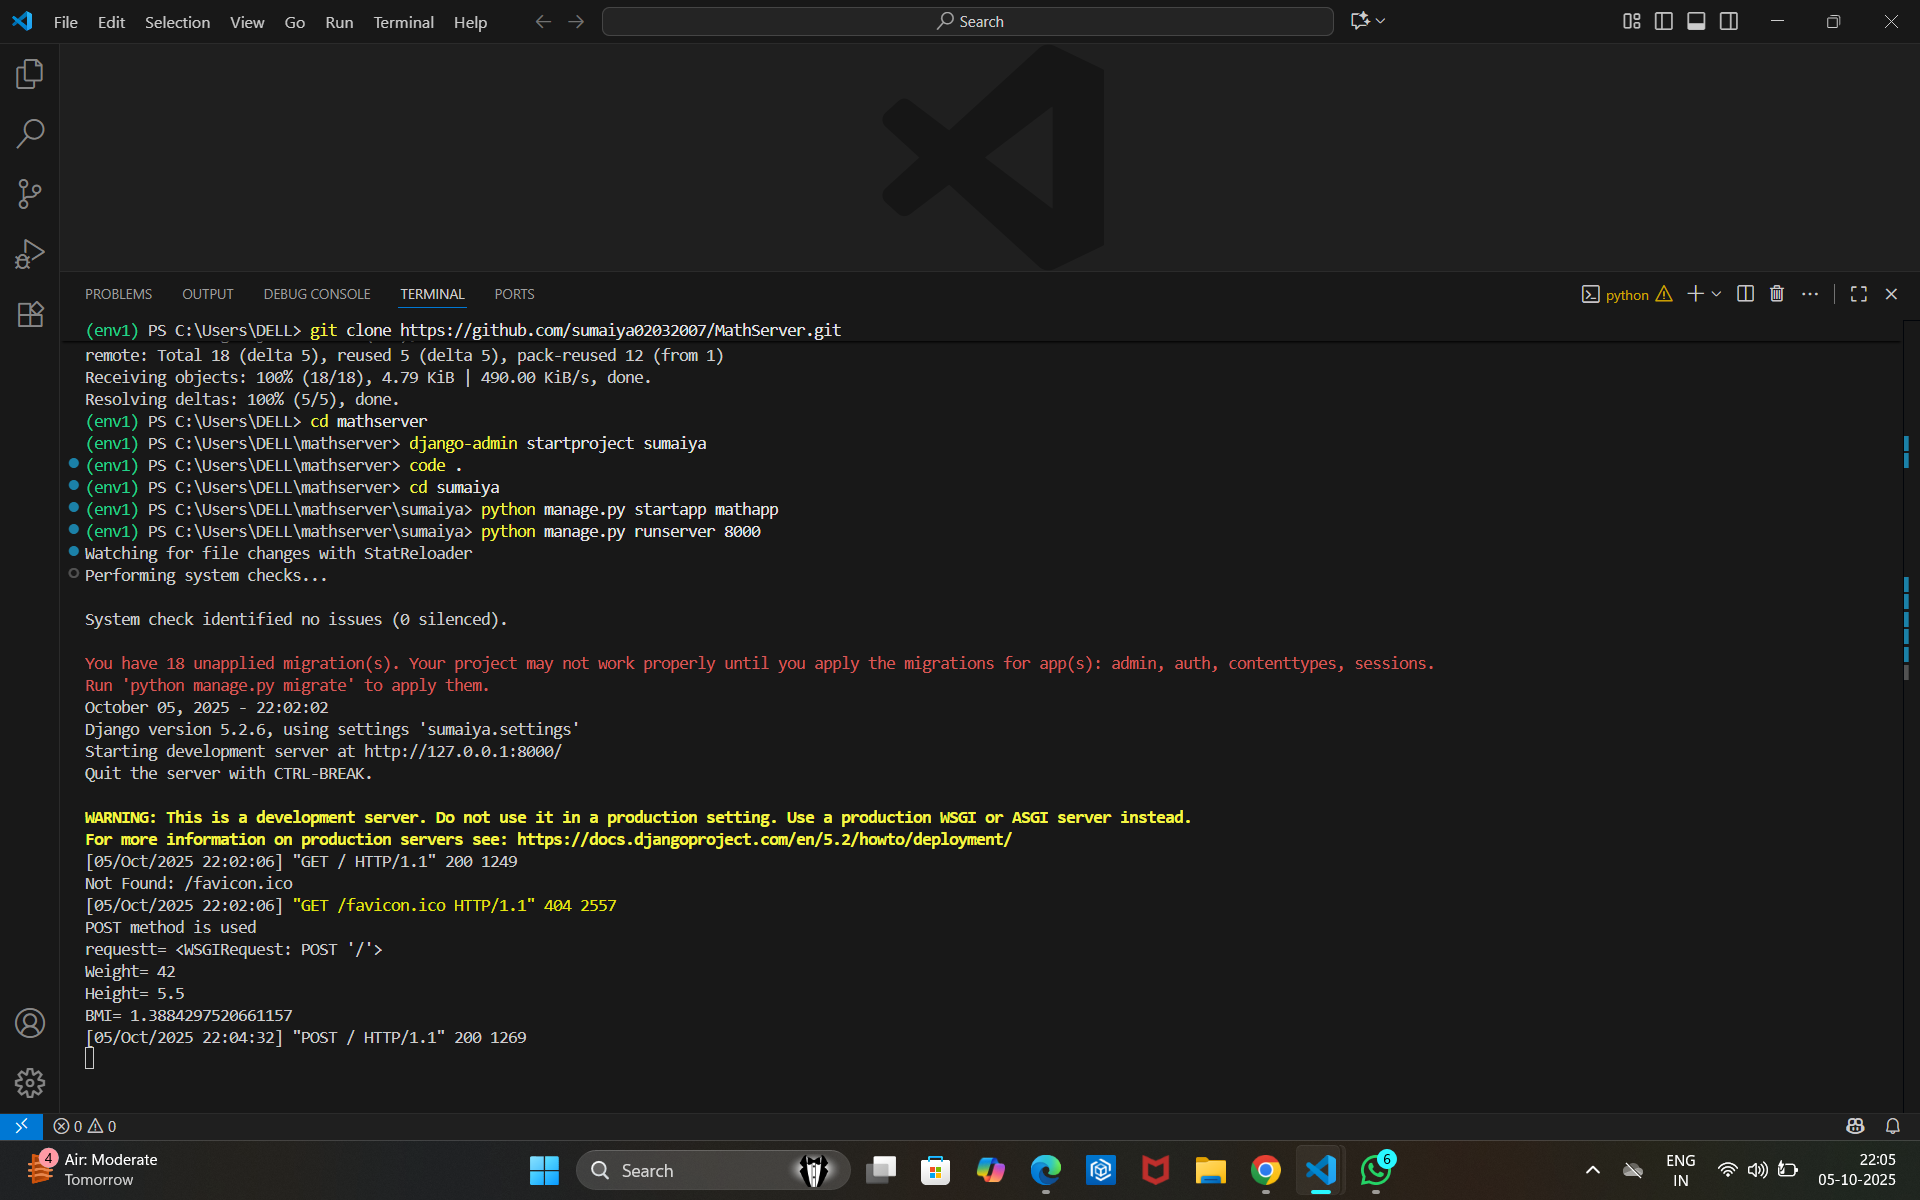 File Edit Selection View Go Run Terminal Help
Search
PROBLEMS OUTPUT DEBUG CONSOLE TERMINAL PORTS
python
(env1) PS C:\Users\DELL> git clone https://github.com/sumaiya02032007/MathServer.git
remote: Total 18 (delta 5), reused 5 (delta 5), pack-reused 12 (from 1)
Receiving objects: 100% (18/18), 4.79 KiB | 490.00 KiB/s, done.
Resolving deltas: 100% (5/5), done.
(env1) PS C:\Users\DELL> cd mathserver
(env1) PS C:\Users\DELL\mathserver> django-admin startproject sumaiya
(env1) PS C:\Users\DELL\mathserver> code .
(env1) PS C:\Users\DELL\mathserver> cd sumaiya
(env1) PS C:\Users\DELL\mathserver\sumaiya> python manage.py startapp mathapp
(env1) PS C:\Users\DELL\mathserver\sumaiya> python manage.py runserver 8000
Watching for file changes with StatReloader
Performing system checks...
System check identified no issues (0 silenced).
You have 18 unapplied migration(s). Your project may not work properly until you apply the migrations for app(s): admin, auth, contenttypes, sessions.
Run 'python manage.py migrate' to apply them.
October 05, 2025 - 22:02:02
Django version 5.2.6, using settings 'sumaiya.settings'
Starting development server at http://127.0.0.1:8000/
Quit the server with CTRL-BREAK.
WARNING: This is a development server. Do not use it in a production setting. Use a production WSGI or ASGI server instead.
For more information on production servers see: https://docs.djangoproject.com/en/5.2/howto/deployment/
[05/Oct/2025 22:02:06] "GET / HTTP/1.1" 200 1249
Not Found: /favicon.ico
[05/Oct/2025 22:02:06] "GET /favicon.ico HTTP/1.1" 404 2557
POST method is used
requestt= <WSGIRequest: POST '/'>
Weight= 42
Height= 5.5
BMI= 1.3884297520661157
[05/Oct/2025 22:04:32] "POST / HTTP/1.1" 200 1269
0 0
4
Air: Moderate
Tomorrow
Search
6
ENG
IN
22:05
05-10-2025